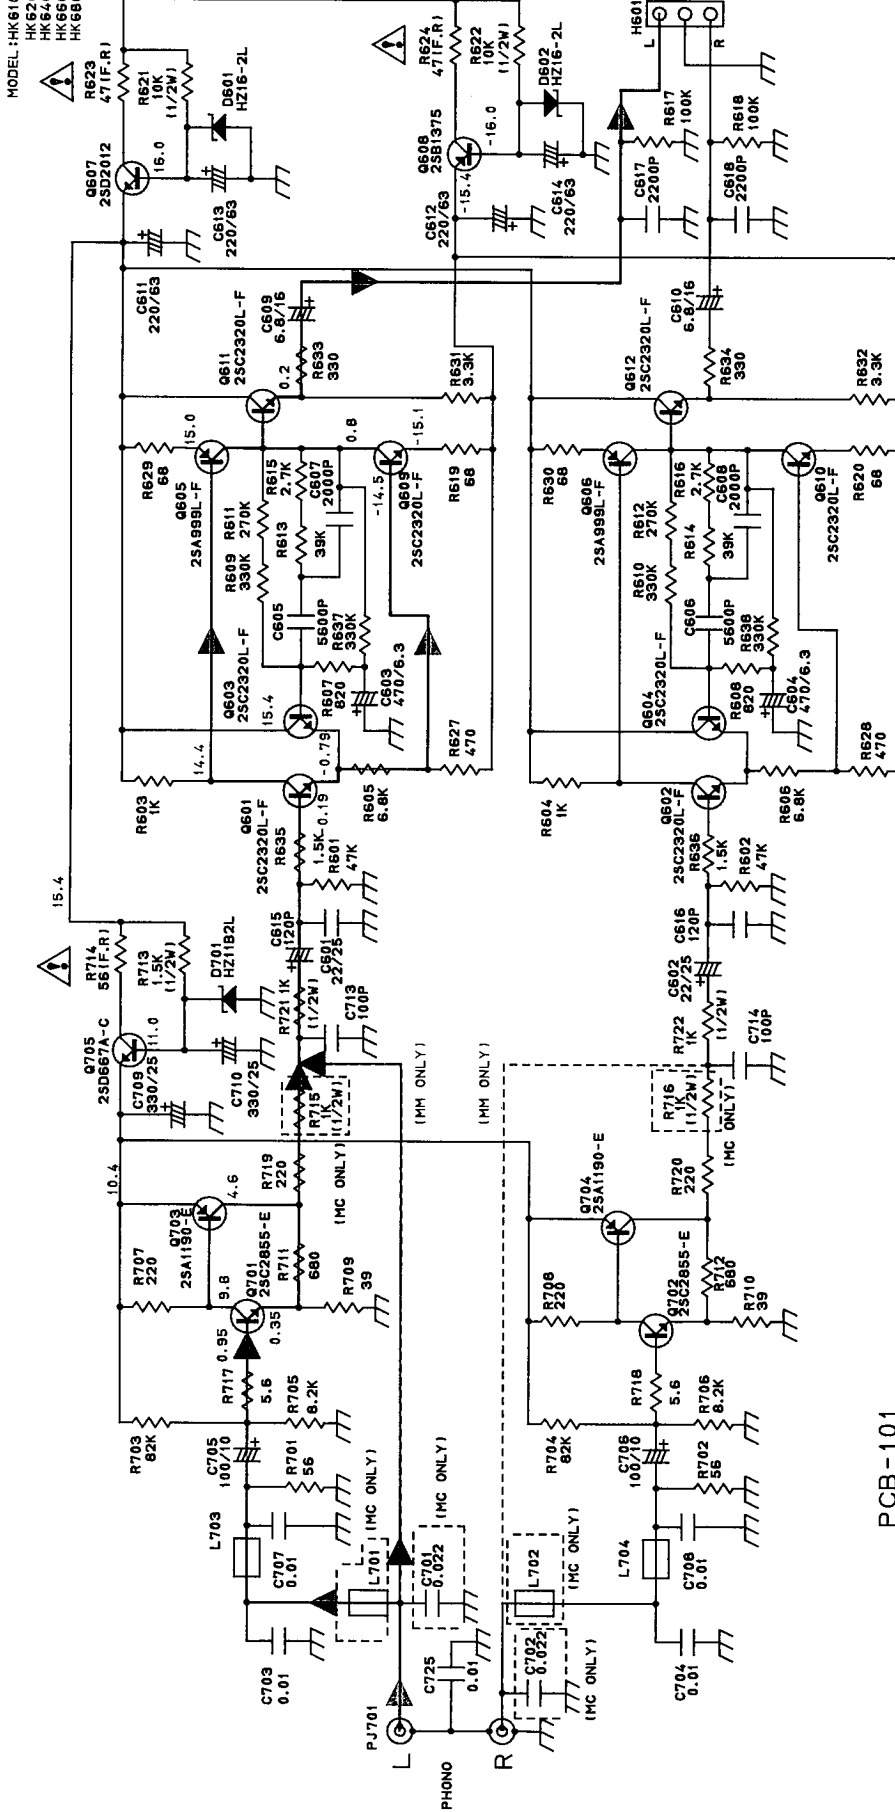 MODEL :HK610
HK620
HK640
HK660
HK680
R623
47(F.R)
R621
10K
(1/2W)
D601
HZ16-2L
Q607
2SD2012
16.0
C613
220/63
C611
220/63
R624
47(F.R)
R622
10K
(1/2W)
D602
HZ16-2L
Q608
2SB1375
-16.0
-15.4
C612
220/63
C614
220/63
H601
L
R
R617
100K
R618
100K
C617
2200P
C618
2200P
C609
6.8/16
C610
6.8/16
Q611
2SC2320L-F
0.2
R633
330
R631
3.3K
Q612
2SC2320L-F
R634
330
R632
3.3K
R629
68
15.0
Q605
2SA999L-F
R611
270K
R609
330K
R615
2.7K
R613
39K
C607
2000P
0.8
Q609
2SC2320L-F
-14.5
-15.1
R619
68
R630
68
Q606
2SA999L-F
R612
270K
R610
330K
R616
2.7K
R614
39K
C608
2000P
Q610
2SC2320L-F
R620
68
Q603
2SC2320L-F
15.4
C605
5600P
R637
330K
R607
820
C603
470/6.3
R627
470
Q604
2SC2320L-F
C606
5600P
R638
330K
R608
820
C604
470/6.3
R628
470
R603
1K
14.4
Q601
2SC2320L-F
-0.79
-0.19
R635
1.5K
R601
47K
R605
6.8K
R604
1K
Q602
2SC2320L-F
R636
1.5K
R602
47K
R606
6.8K
15.4
R714
56(F.R)
R713
1.5K
(1/2W)
D701
HZ11B2L
C615
120P
C601
22/25
R721 1K
(1/2W)
C713
100P
C616
120P
C602
22/25
R722
1K
(1/2W)
C714
100P
Q705
2SD667A-C
11.0
C709
330/25
C710
330/25
R715
1K
(1/2W)
(MC ONLY)
(MM ONLY)
(MM ONLY)
R716
1K
(1/2W)
(MC ONLY)
10.4
R719
220
R720
220
R707
220
Q703
2SA1190-E
4.6
9.8
Q701
2SC2855-E
0.95
0.35
R711
680
R709
39
R708
220
Q704
2SA1190-E
Q702
2SC2855-E
R712
680
R710
39
R717
5.6
R718
5.6
R703
82K
C705
100/10
R705
8.2K
R701
56
R704
82K
C706
100/10
R706
8.2K
R702
56
L703
C707
0.01
C703
0.01
L701
(MC ONLY)
C701
0.022
(MC ONLY)
L702
(MC ONLY)
L704
C708
0.01
C704
0.01
C702
0.022
(MC ONLY)
C725
0.01
PJ701
L
R
PHONO
PCB-101